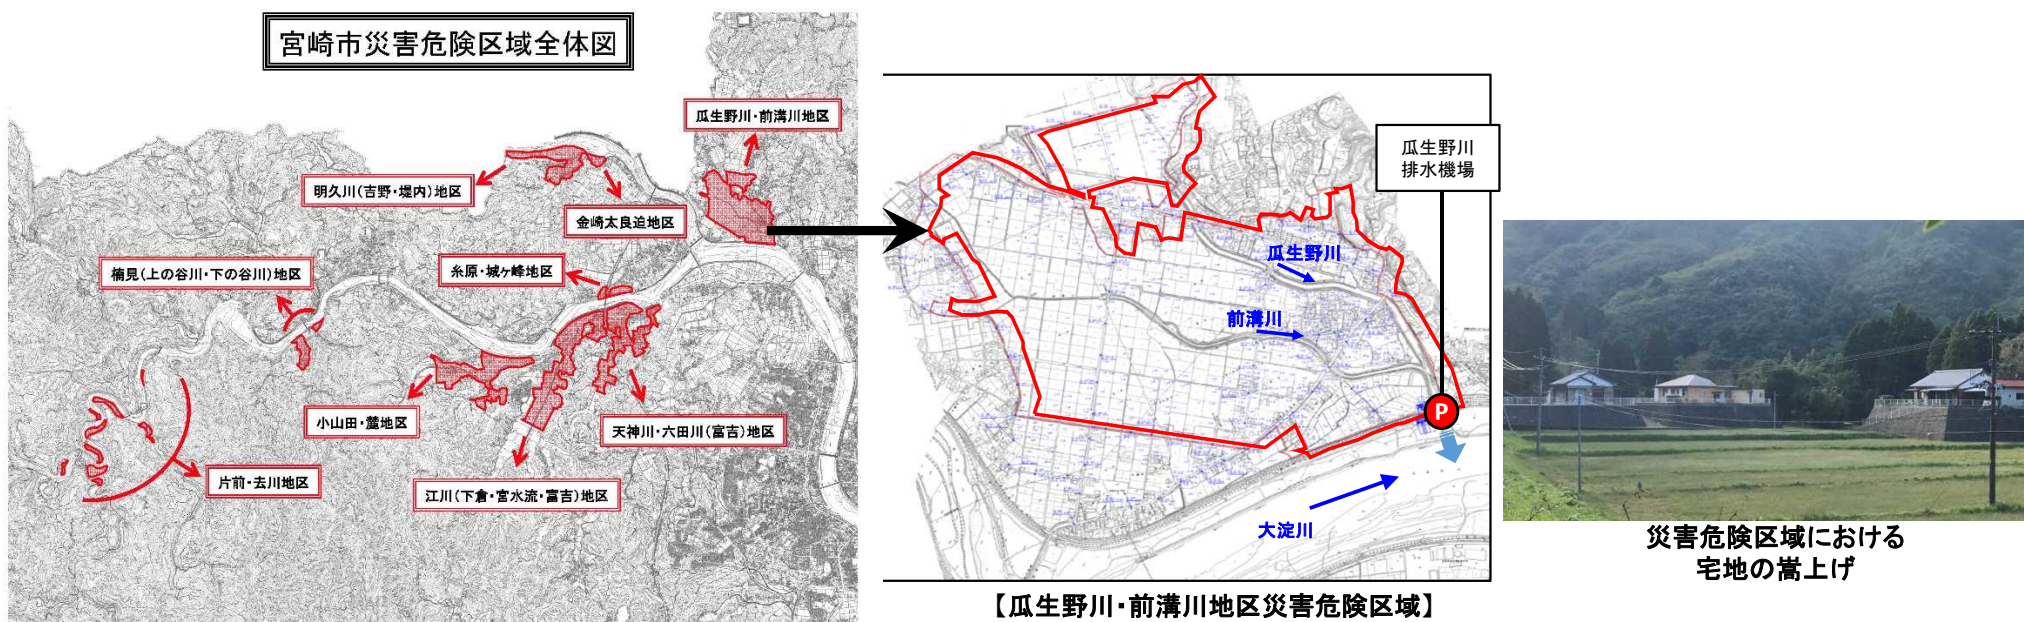 宮崎市災害危険区域全体図
瓜生野川・前溝川地区
明久川(吉野・堤内)地区
金崎太良迫地区
糸原・城ヶ峰地区
楠見(上の谷川・下の谷川)地区
小山田・麓地区
天神川・六田川(富吉)地区
片前・去川地区
江川(下倉・宮水流・富吉)地区
瓜生野川
排水機場
瓜生野川
前溝川
P
大淀川
【瓜生野川・前溝川地区災害危険区域】
災害危険区域における
宅地の嵩上げ